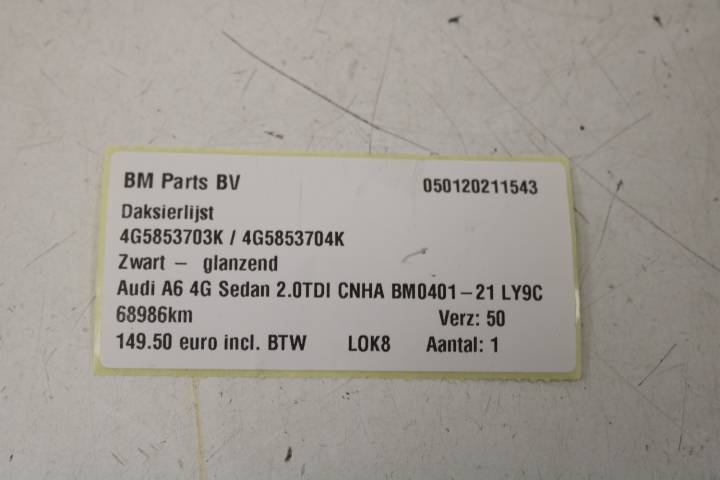 BM Parts BV 050120211543
Daksierlijst
4G5853703K / 4G5853704K
Zwart - glanzend
Audi A6 4G Sedan 2.0TDI CNHA BM0401-21 LY9C
68986km Verz: 50
149.50 euro incl. BTW LOK8 Aantal: 1